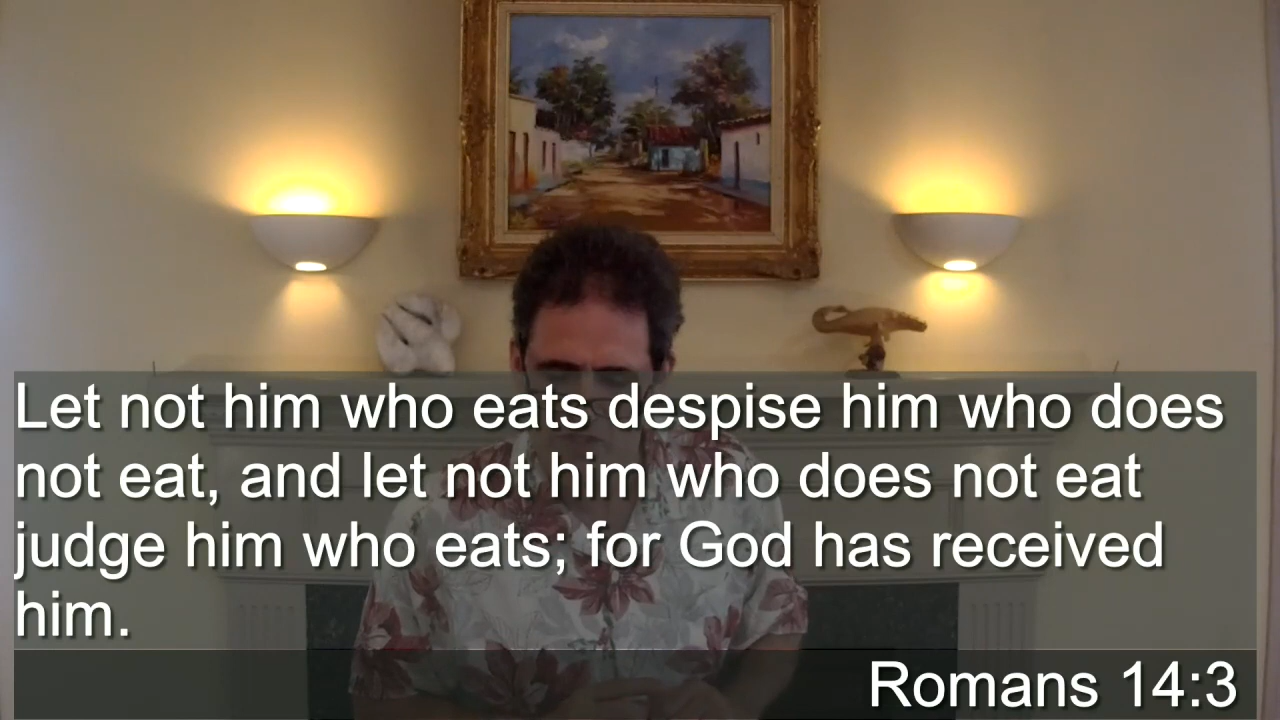 Let not him who eats despise him who does
not eat, and let not him who does not eat
judge him who eats; for God has received
him.
Romans 14:3